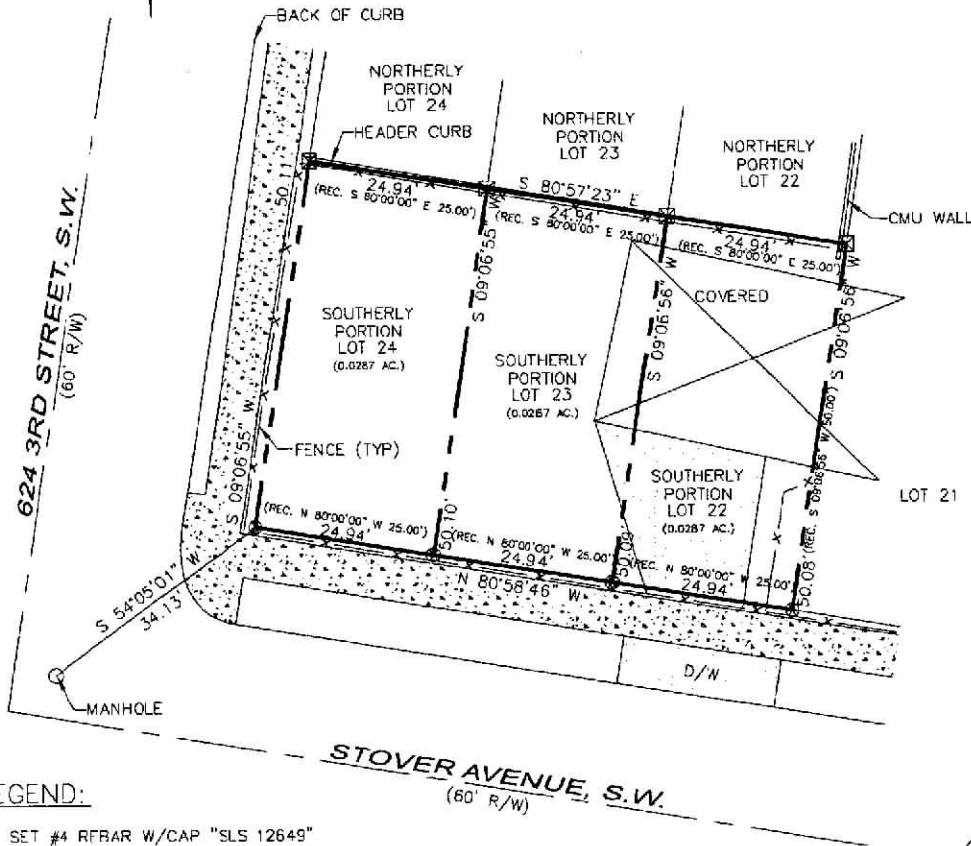 BACK OF CURB
NORTHERLY
PORTION
LOT 24
HEADER CURB
NORTHERLY
PORTION
LOT 23
NORTHERLY
PORTION
LOT 22
CMU WALL
S 80°57'23" E
24.94'
(REC. S 80°00'00" E 25.00')
24.94'
(REC. S 80°00'00" E 25.00')
24.94'
(REC. S 80°00'00" E 25.00')
624 3RD STREET, S.W.
(60' R/W)
50.11'
S 09°06'55" W
S 09°06'55" W
50.10'
S 09°06'56" W
50.09'
S 09°06'56" W
50.08'
(REC. S 09°06'56" W 50.00')
COVERED
SOUTHERLY
PORTION
LOT 24
(0.0287 AC.)
SOUTHERLY
PORTION
LOT 23
(0.0287 AC.)
SOUTHERLY
PORTION
LOT 22
(0.0287 AC.)
LOT 21
FENCE (TYP)
(REC. N 80°00'00" W 25.00')
24.94'
(REC. N 80°00'00" W 25.00')
24.94'
(REC. N 80°00'00" W 25.00'
24.94'
N 80°58'46" W
S 54°05'01" W
34.13'
MANHOLE
D/W
STOVER AVENUE, S.W.
(60' R/W)
EGEND:
SET #4 REBAR W/CAP "SLS 12649"